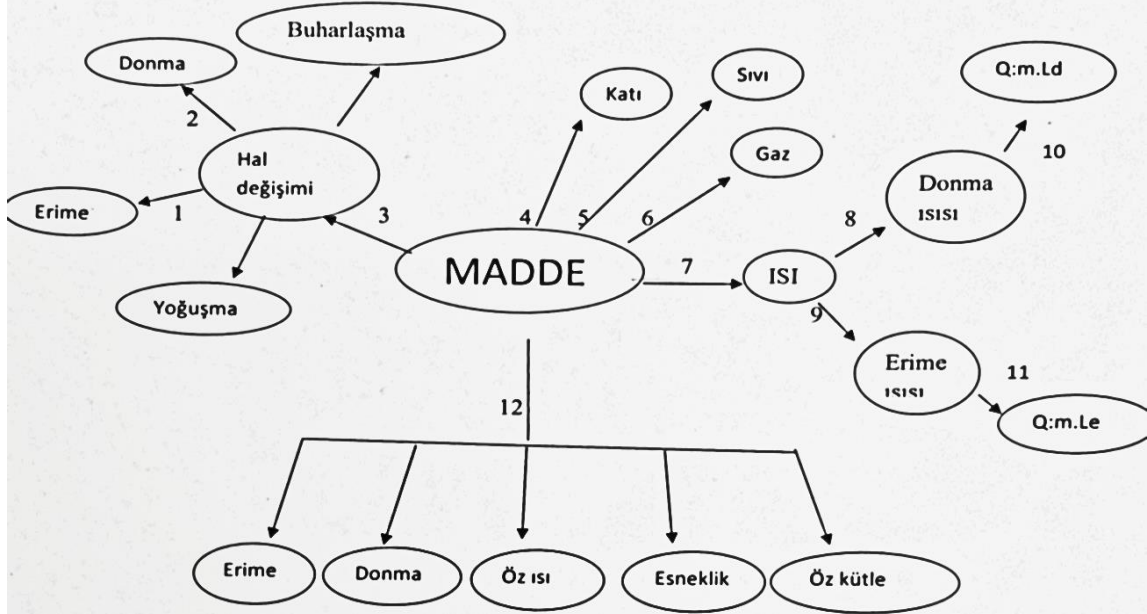 Buharlaşma
Donma
Sıvı
Q:m.Ld
Katı
2
Gaz
10
Hal
değişimi
Donma
ısısı
Erime
1
3
4
5
6
8
MADDE
7
ISI
Yoğuşma
9
Erime
ısısı
11
12
Q:m.Le
Erime
Donma
Öz ısı
Esneklik
Öz kütle